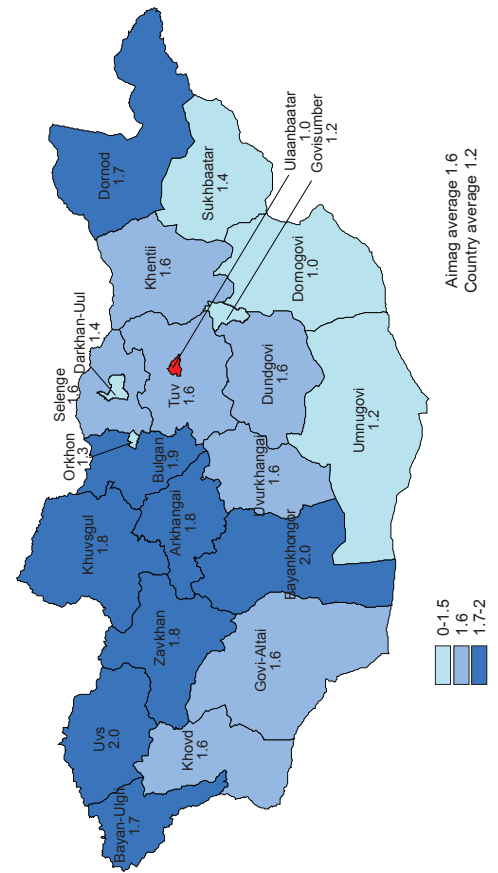 Bayan-Ulgh
1.7
Uvs
2.0
Khovd
1.6
Zavkhan
1.8
Govi-Altai
1.6
Khuvsgul
1.8
Arkhangai
1.8
Bayankhongor
2.0
Orkhon
1.3
Bulgan
1.9
Uvurkhangai
1.6
Selenge
1.6
Darkhan-Uul
1.4
Tuv
1.6
Dundgovi
1.6
Umnugovi
1.2
Khentii
1.6
Dornogovi
1.0
Dornod
1.7
Sukhbaatar
1.4
Ulaanbaatar
1.0
Govisumber
1.2
0-1.5
1.6
1.7-2
Aimag average 1.6
Country average 1.2